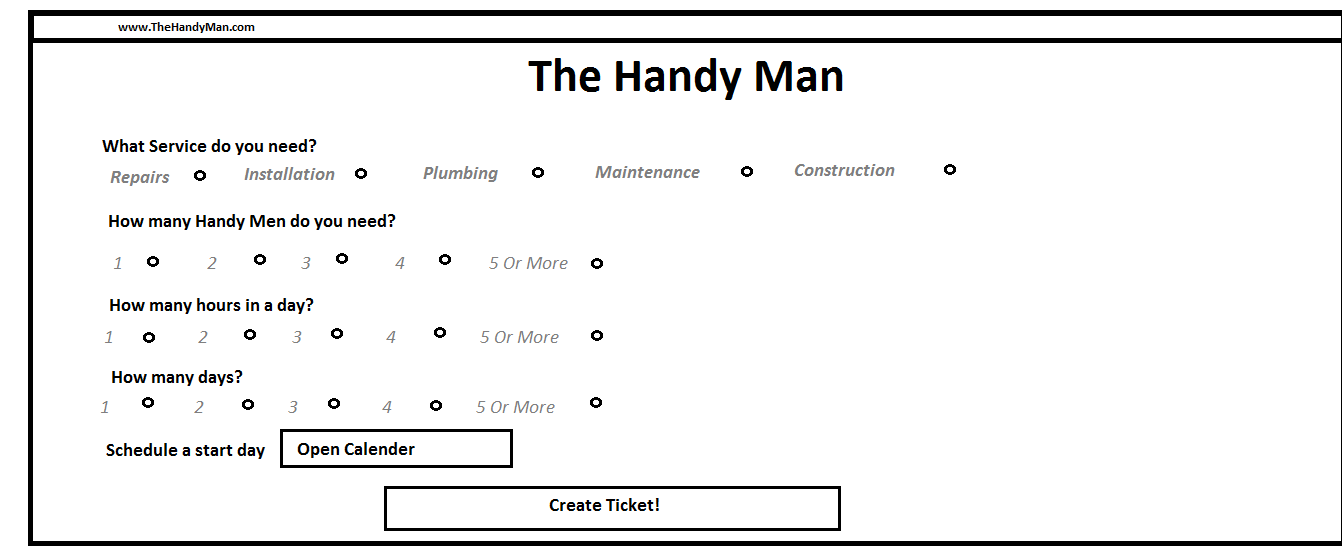 www.TheHandyMan.com
The Handy Man
What Service do you need?
Repairs Installation Plumbing Maintenance Construction
How many Handy Men do you need?
1 2 3 4 5 Or More
How many hours in a day?
1 2 3 4 5 Or More
How many days?
1 2 3 4 5 Or More
Schedule a start day Open Calender
Create Ticket!